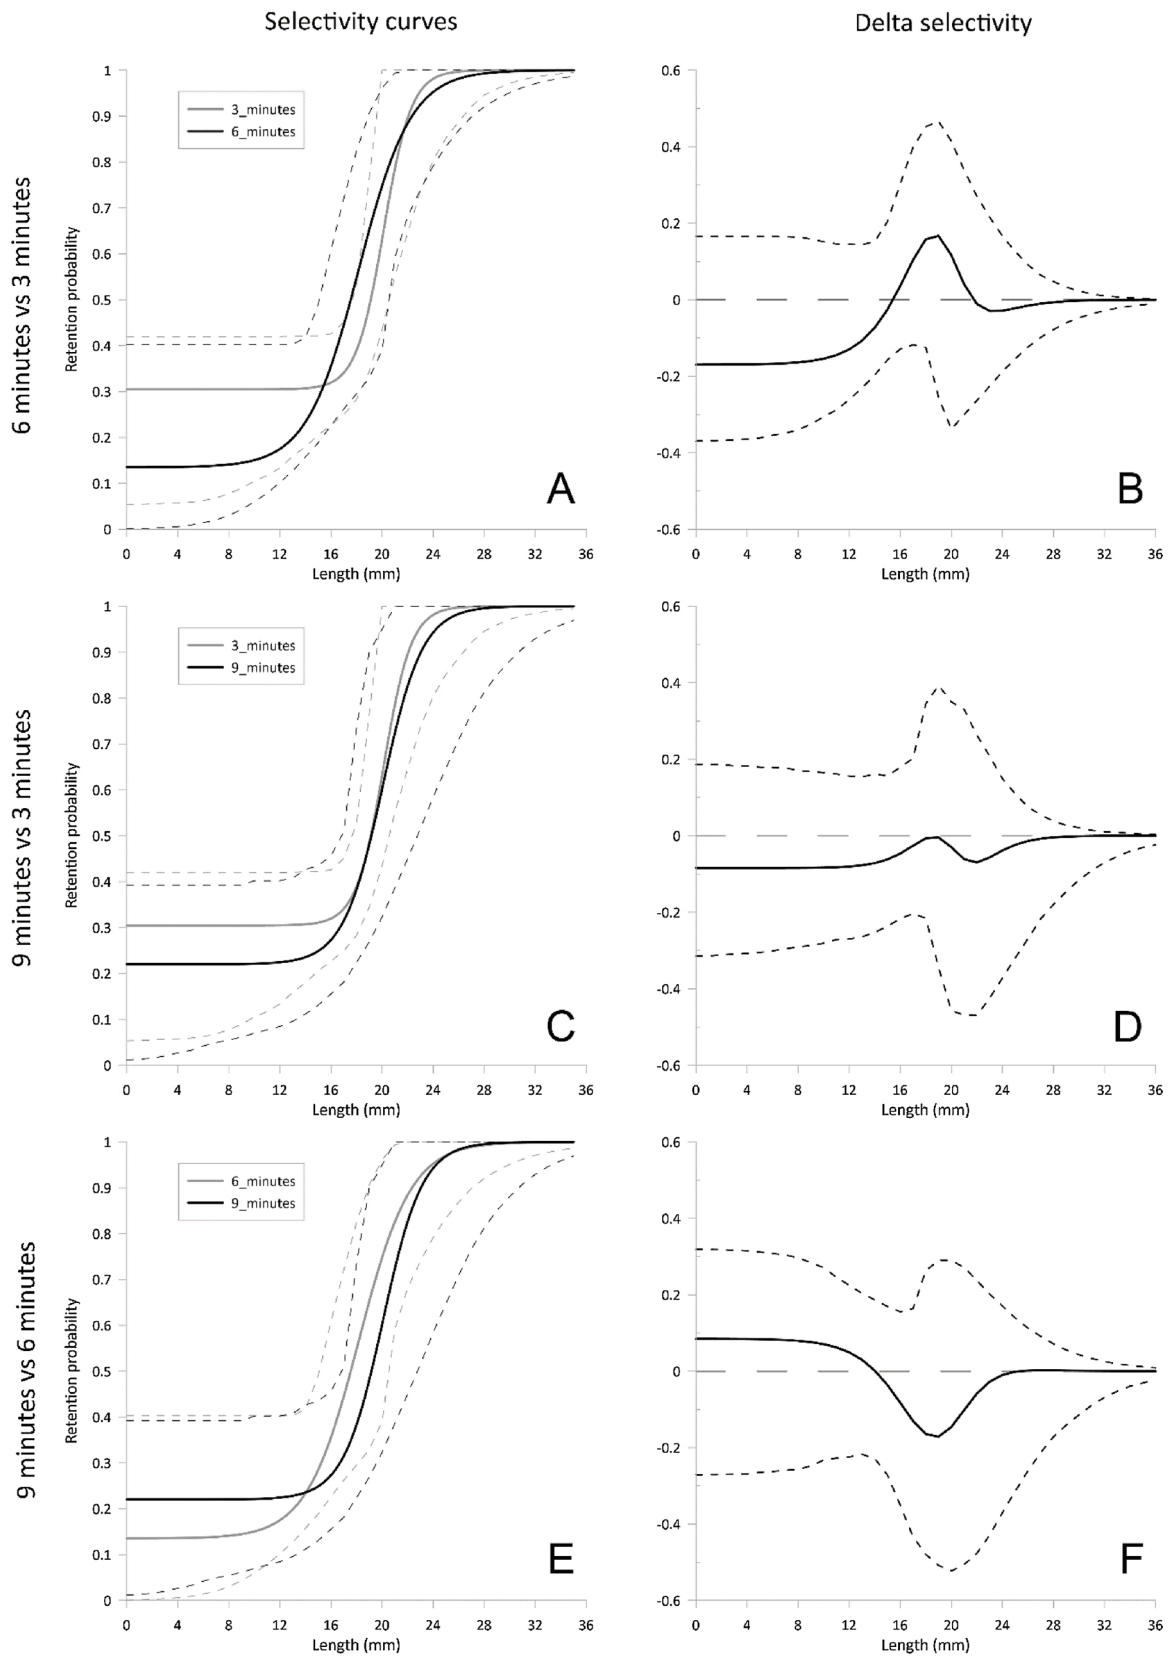 Selectivity curves
Delta selectivity
6 minutes vs 3 minutes
Retention probability
1
0.9
0.8
0.7
0.6
0.5
0.4
0.3
0.2
0.1
0
3_minutes
6_minutes
A
0 4 8 12 16 20 24 28 32 36
Length (mm)
0.6
0.4
0.2
0
-0.2
-0.4
-0.6
B
0 4 8 12 16 20 24 28 32 36
Length (mm)
9 minutes vs 3 minutes
Retention probability
1
0.9
0.8
0.7
0.6
0.5
0.4
0.3
0.2
0.1
0
3_minutes
9_minutes
C
0 4 8 12 16 20 24 28 32 36
Length (mm)
0.6
0.4
0.2
0
-0.2
-0.4
-0.6
D
0 4 8 12 16 20 24 28 32 36
Length (mm)
9 minutes vs 6 minutes
Retention probability
1
0.9
0.8
0.7
0.6
0.5
0.4
0.3
0.2
0.1
0
6_minutes
9_minutes
E
0 4 8 12 16 20 24 28 32 36
Length (mm)
0.6
0.4
0.2
0
-0.2
-0.4
-0.6
F
0 4 8 12 16 20 24 28 32 36
Length (mm)